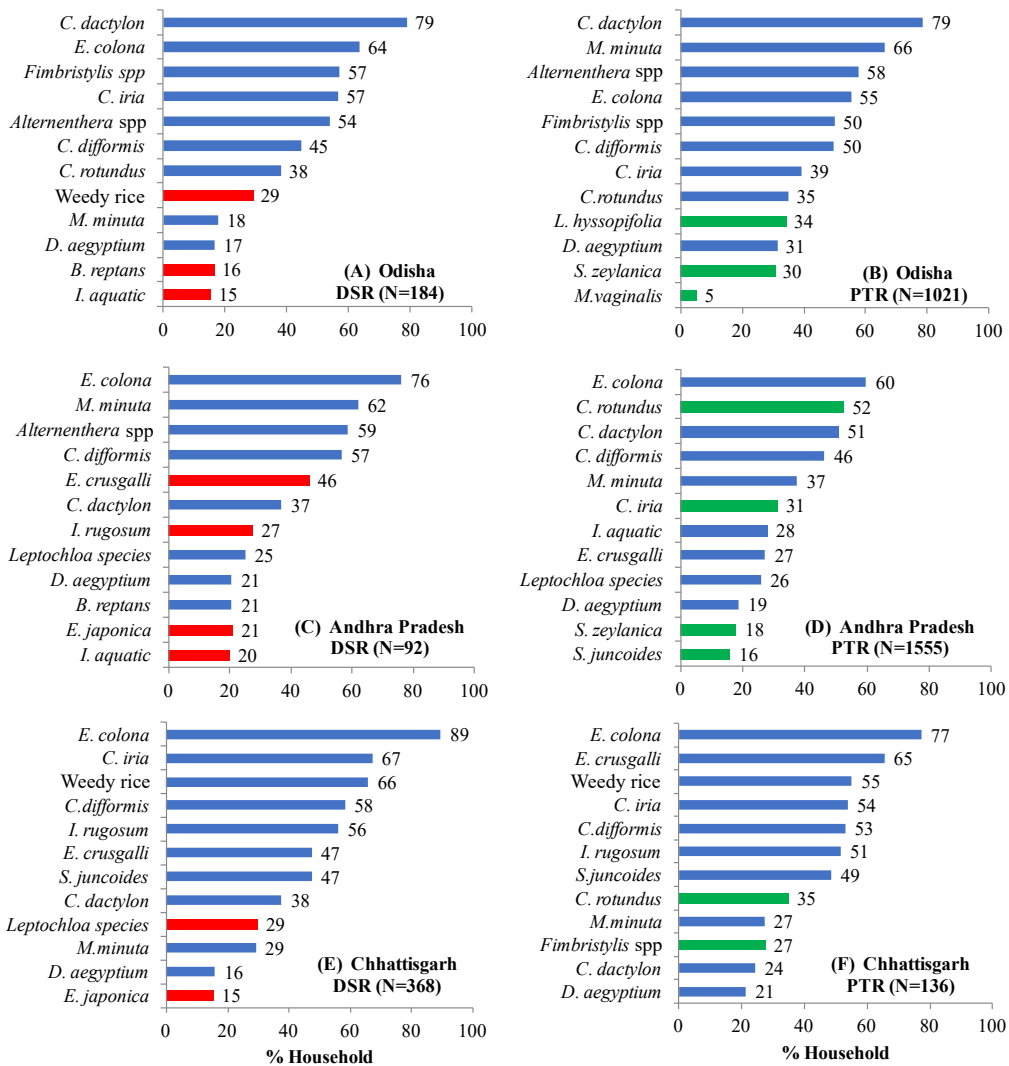 C. dactylon 79
E. colona 64
Fimbristylis spp 57
C. iria 57
Alternenthera spp 54
C. difformis 45
C. rotundus 38
Weedy rice 29
M. minuta 18
D. aegyptium 17
B. reptans 16
I. aquatic 15
(A) Odisha
DSR (N=184)
0 20 40 60 80 100
C. dactylon 79
M. minuta 66
Alternenthera spp 58
E. colona 55
Fimbristylis spp 50
C. difformis 50
C. iria 39
C.rotundus 35
L. hyssopifolia 34
D. aegyptium 31
S. zeylanica 30
M.vaginalis 5
(B) Odisha
PTR (N=1021)
0 20 40 60 80 100
E. colona 76
M. minuta 62
Alternenthera spp 59
C. difformis 57
E. crusgalli 46
C. dactylon 37
I. rugosum 27
Leptochloa species 25
D. aegyptium 21
B. reptans 21
E. japonica 21
I. aquatic 20
(C) Andhra Pradesh
DSR (N=92)
0 20 40 60 80 100
E. colona 60
C. rotundus 52
C. dactylon 51
C. difformis 46
M. minuta 37
C. iria 31
I. aquatic 28
E. crusgalli 27
Leptochloa species 26
D. aegyptium 19
S. zeylanica 18
S. juncoides 16
(D) Andhra Pradesh
PTR (N=1555)
0 20 40 60 80 100
E. colona 89
C. iria 67
Weedy rice 66
C.difformis 58
I. rugosum 56
E. crusgalli 47
S. juncoides 47
C. dactylon 38
Leptochloa species 29
M.minuta 29
D. aegyptium 16
E. japonica 15
(E) Chhattisgarh
DSR (N=368)
0 20 40 60 80 100
% Household
E. colona 77
E. crusgalli 65
Weedy rice 55
C. iria 54
C.difformis 53
I. rugosum 51
S.juncoides 49
C. rotundus 35
M.minuta 27
Fimbristylis spp 27
C. dactylon 24
D. aegyptium 21
(F) Chhattisgarh
PTR (N=136)
0 20 40 60 80 100
% Household